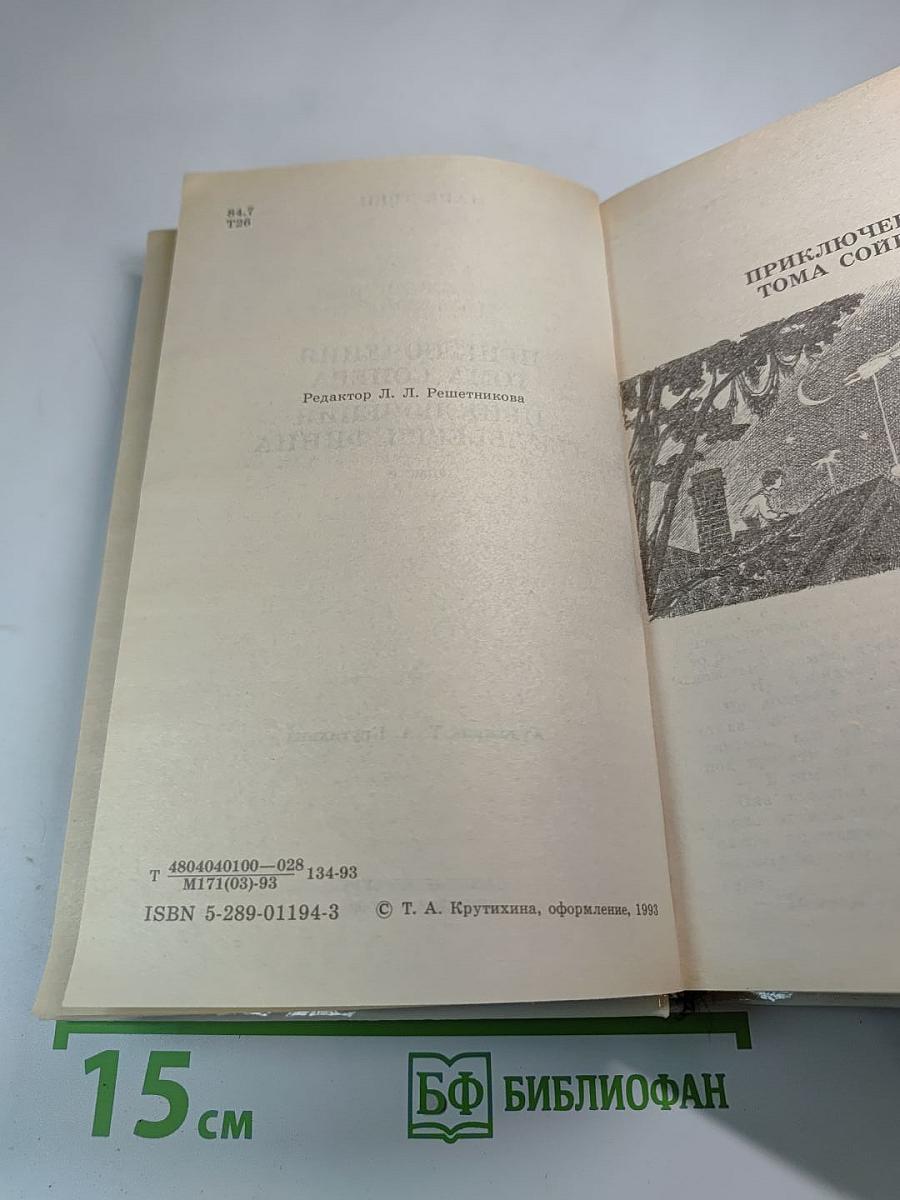 84.7
Т26
Редактор Л. Л. Решетникова
Т 4804040100—028 134-93
М171(03)-93
ISBN 5-289-01194-3 © Т. А. Крутихина, оформление, 1993
ПРИКЛЮЧЕН
ТОМА СОЙ
15 см
БФ БИБЛИОФАН